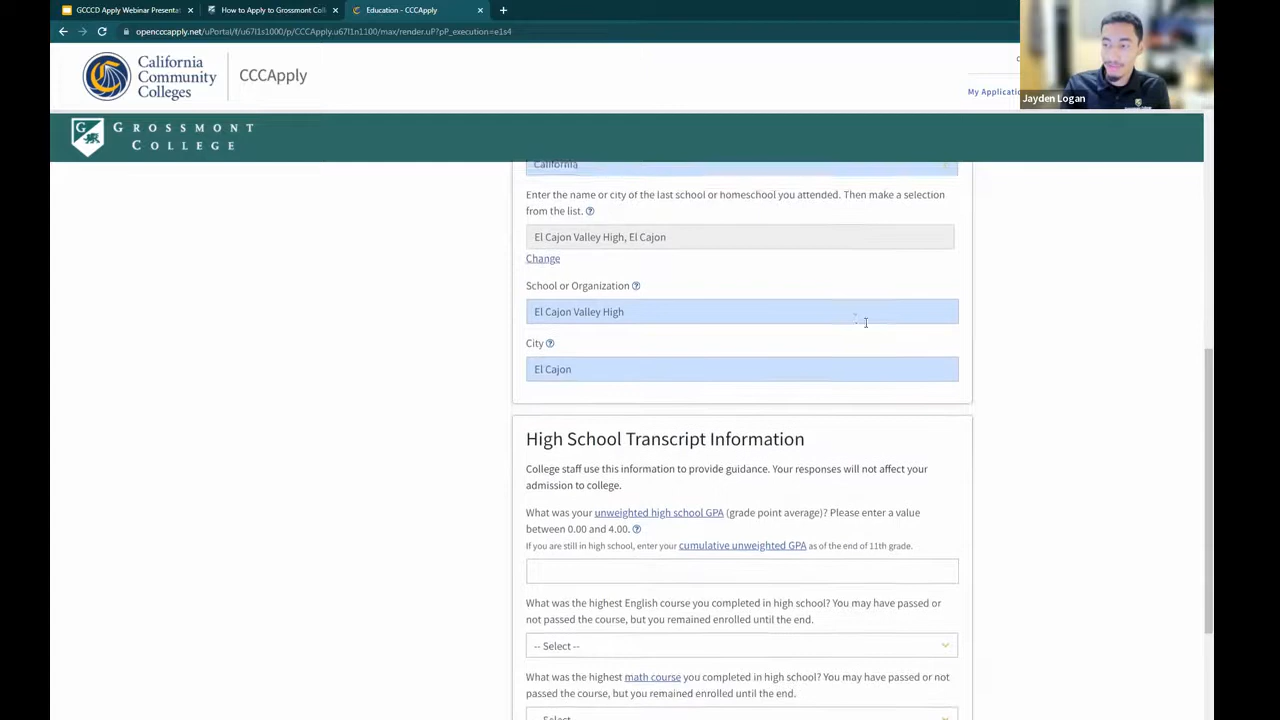 GCCCD Apply Webinar Presentat
How to Apply to Grossmont Coll
Education - CCCApply
opencccapply.net/uPortal/f/u67l1s1000/p/CCCApply.u67l1n1100/max/render.uP?pP_execution=e1s4
California
Community
Colleges
CCCApply
My Applicatio
Jayden Logan
GROSSMONT
COLLEGE
California
Enter the name or city of the last school or homeschool you attended. Then make a selection
from the list.
El Cajon Valley High, El Cajon
Change
School or Organization
El Cajon Valley High
City
El Cajon
High School Transcript Information
College staff use this information to provide guidance. Your responses will not affect your
admission to college.
What was your unweighted high school GPA (grade point average)? Please enter a value
between 0.00 and 4.00.
If you are still in high school, enter your cumulative unweighted GPA as of the end of 11th grade.
What was the highest English course you completed in high school? You may have passed or
not passed the course, but you remained enrolled until the end.
-- Select --
What was the highest math course you completed in high school? You may have passed or not
passed the course, but you remained enrolled until the end.
-- Select --